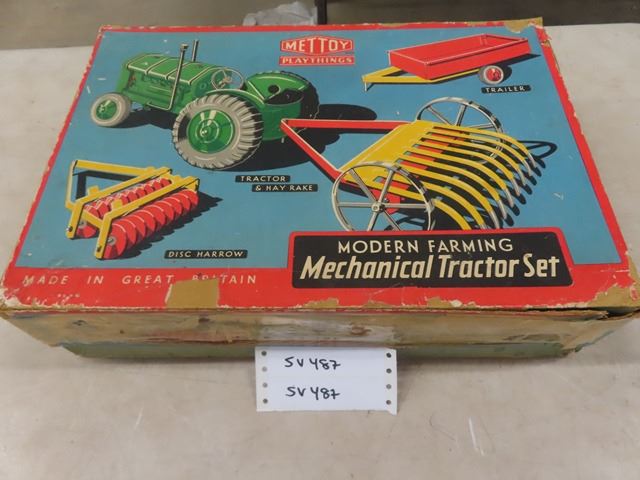 METTOY
PLAYTHINGS
TRAILER
TRACTOR
& HAY RAKE
DISC HARROW
MODERN FARMING
Mechanical Tractor Set
MADE IN GREAT BRITAIN
SV487
SV487